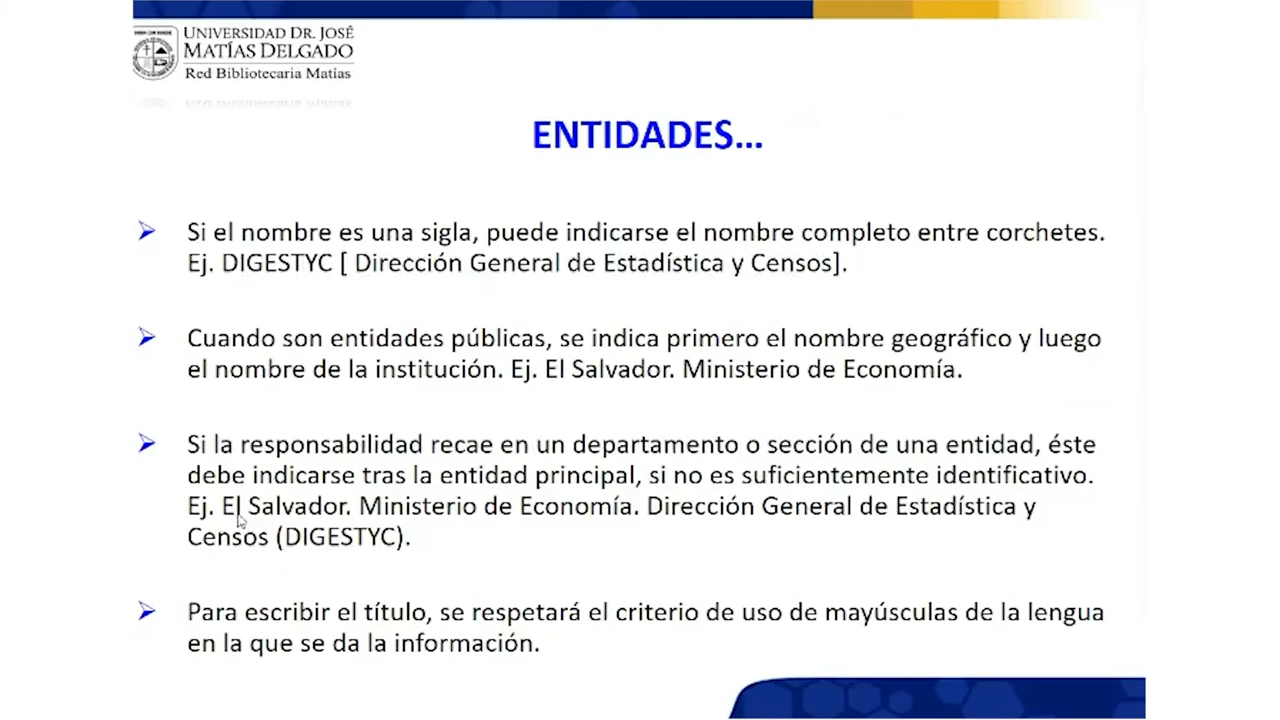 UNIVERSIDAD DR. JOSÉ
MATÍAS DELGADO
Red Bibliotecaria Matías
ENTIDADES...
Si el nombre es una sigla, puede indicarse el nombre completo entre corchetes.
Ej. DIGESTYC [ Dirección General de Estadística y Censos].
Cuando son entidades públicas, se indica primero el nombre geográfico y luego
el nombre de la institución. Ej. El Salvador. Ministerio de Economía.
Si la responsabilidad recae en un departamento o sección de una entidad, éste
debe indicarse tras la entidad principal, si no es suficientemente identificativo.
Ej. El Salvador. Ministerio de Economía. Dirección General de Estadística y
Censos (DIGESTYC).
Para escribir el título, se respetará el criterio de uso de mayúsculas de la lengua
en la que se da la información.